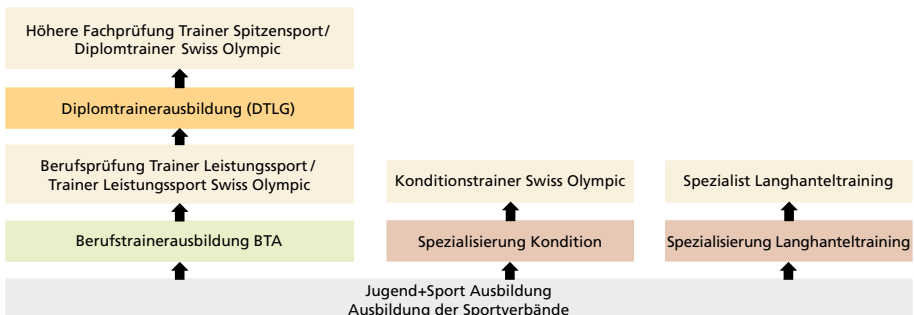 Höhere Fachprüfung Trainer Spitzensport/
Diplomtrainer Swiss Olympic
Diplomtrainerausbildung (DTLG)
Berufsprüfung Trainer Leistungssport/
Trainer Leistungssport Swiss Olympic
Konditionstrainer Swiss Olympic
Spezialist Langhanteltraining
Berufstrainerausbildung BTA
Spezialisierung Kondition
Spezialisierung Langhanteltraining
Jugend+Sport Ausbildung
Ausbildung der Sportverbände